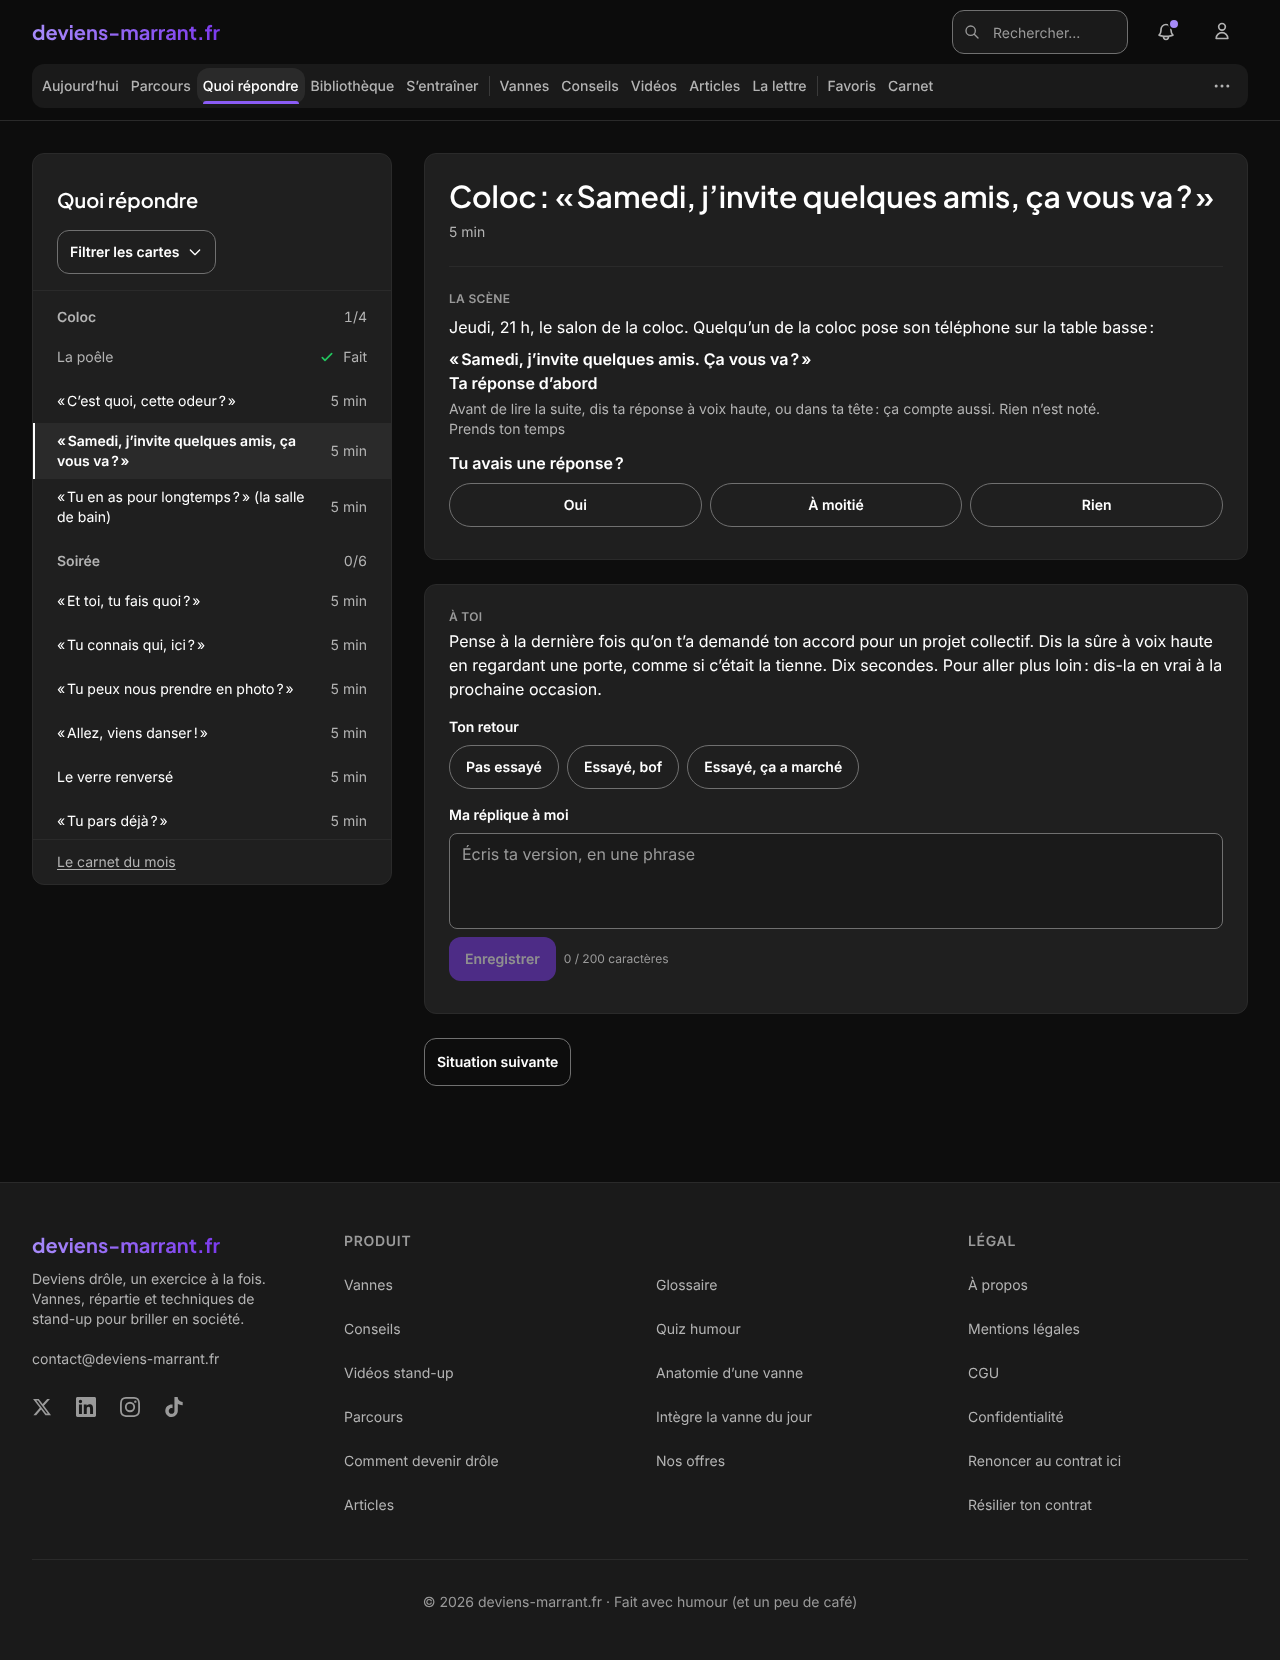 deviens-marrant.fr
Rechercher...
Aujourd’hui Parcours Quoi répondre Bibliothèque S’entraîner Vannes Conseils Vidéos Articles La lettre Favoris Carnet
Quoi répondre
Filtrer les cartes
Coloc 1/4
La poêle Fait
« C’est quoi, cette odeur ? » 5 min
« Samedi, j’invite quelques amis, ça
vous va ? » 5 min
« Tu en as pour longtemps ? » (la salle
de bain) 5 min
Soirée 0/6
« Et toi, tu fais quoi ? » 5 min
« Tu connais qui, ici ? » 5 min
« Tu peux nous prendre en photo ? » 5 min
« Allez, viens danser ! » 5 min
Le verre renversé 5 min
« Tu pars déjà ? » 5 min
Le carnet du mois
Coloc : « Samedi, j’invite quelques amis, ça vous va ? »
5 min
LA SCÈNE
Jeudi, 21 h, le salon de la coloc. Quelqu’un de la coloc pose son téléphone sur la table basse :
« Samedi, j’invite quelques amis. Ça vous va ? »
Ta réponse d’abord
Avant de lire la suite, dis ta réponse à voix haute, ou dans ta tête : ça compte aussi. Rien n’est noté.
Prends ton temps
Tu avais une réponse ?
Oui À moitié Rien
À TOI
Pense à la dernière fois qu’on t’a demandé ton accord pour un projet collectif. Dis la sûre à voix haute
en regardant une porte, comme si c’était la tienne. Dix secondes. Pour aller plus loin : dis-la en vrai à la
prochaine occasion.
Ton retour
Pas essayé Essayé, bof Essayé, ça a marché
Ma réplique à moi
Écris ta version, en une phrase
Enregistrer 0 / 200 caractères
Situation suivante
deviens-marrant.fr
Deviens drôle, un exercice à la fois.
Vannes, répartie et techniques de
stand-up pour briller en société.
contact@deviens-marrant.fr
PRODUIT
Vannes
Conseils
Vidéos stand-up
Parcours
Comment devenir drôle
Articles
Glossaire
Quiz humour
Anatomie d’une vanne
Intègre la vanne du jour
Nos offres
LÉGAL
À propos
Mentions légales
CGU
Confidentialité
Renoncer au contrat ici
Résilier ton contrat
© 2026 deviens-marrant.fr · Fait avec humour (et un peu de café)